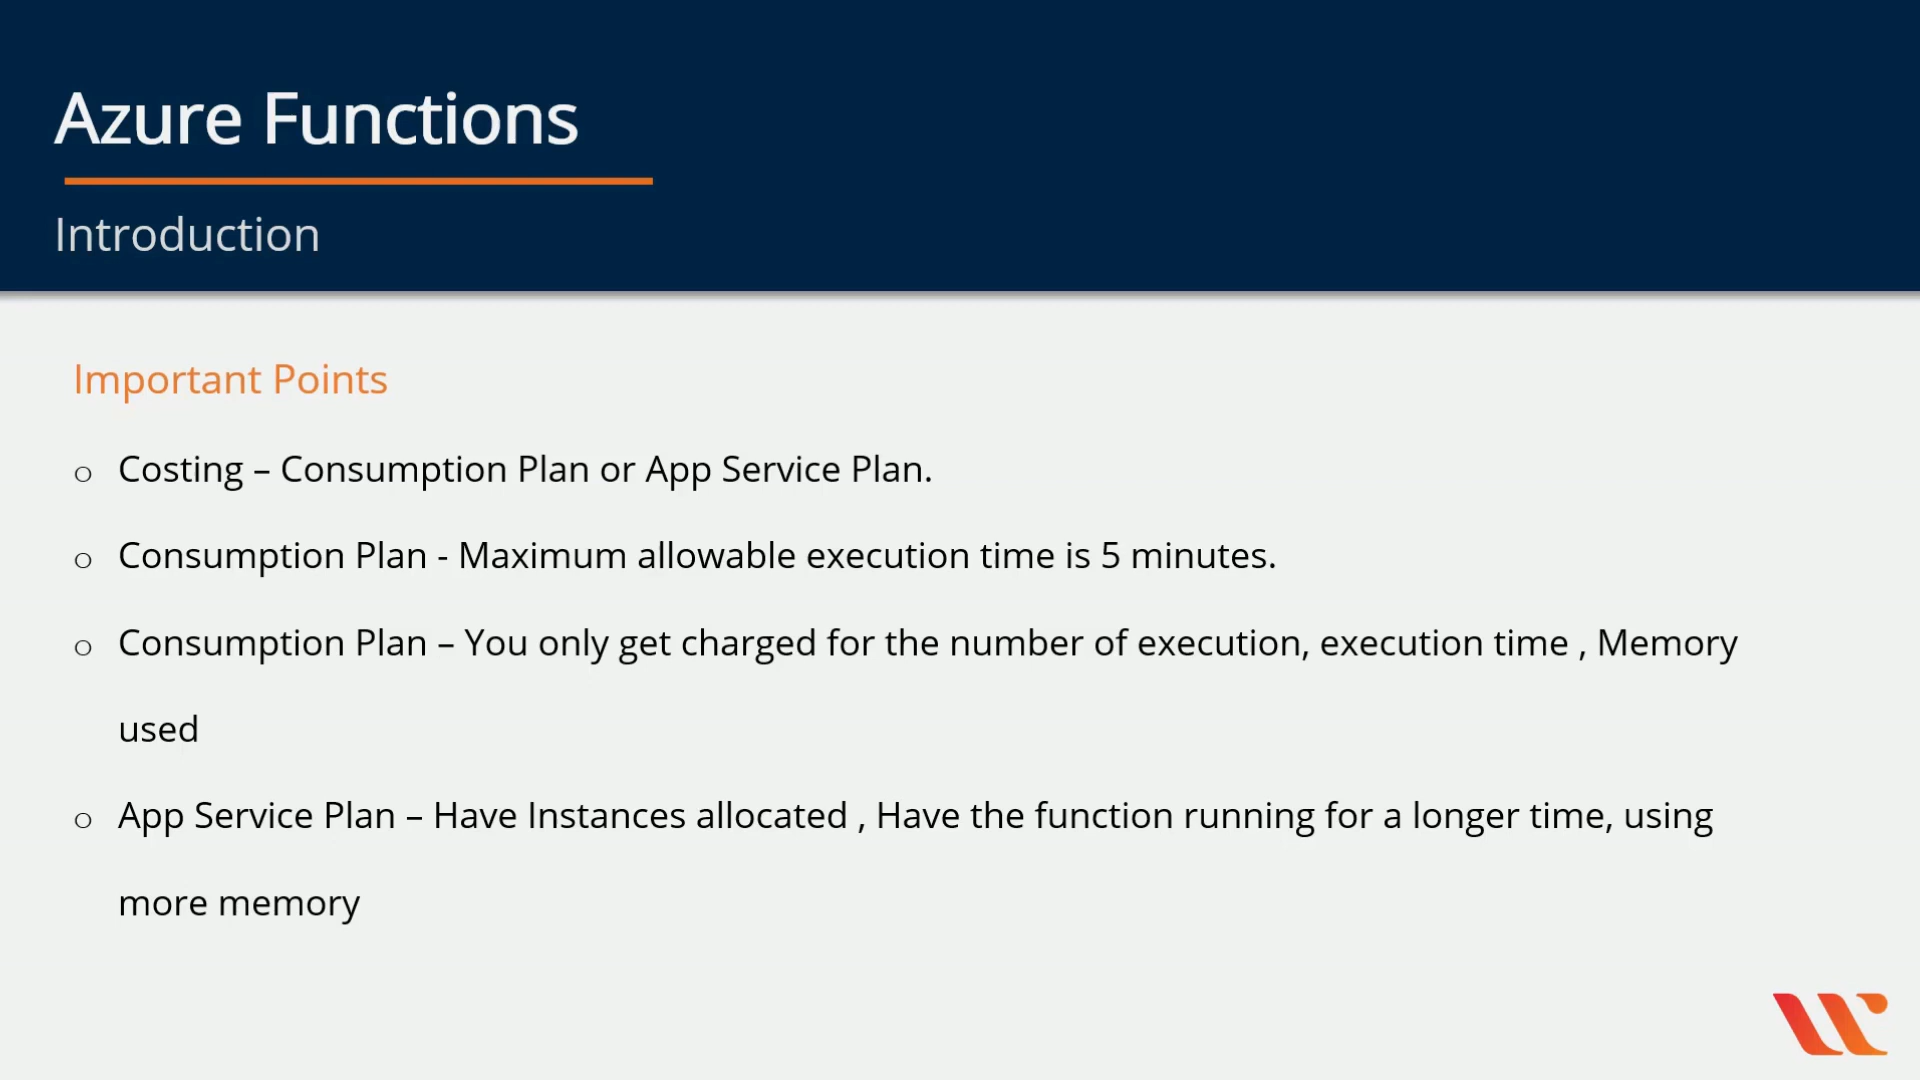 Azure Functions
Introduction
Important Points
o Costing – Consumption Plan or App Service Plan.
o Consumption Plan - Maximum allowable execution time is 5 minutes.
o Consumption Plan – You only get charged for the number of execution, execution time , Memory
used
o App Service Plan – Have Instances allocated , Have the function running for a longer time, using
more memory